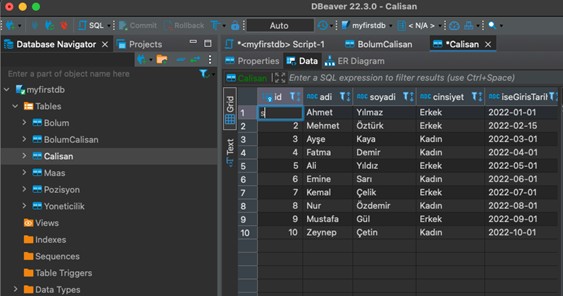 DBeaver 22.3.0 - Calisan
SQL Commit Rollback Auto myfirstdb < N/A >
Database Navigator Projects
*<myfirstdb> Script-1 BolumCalisan *Calisan
Enter a part of object name here
Properties Data ER Diagram
Calisan Enter a SQL expression to filter results (use Ctrl+Space)
myfirstdb
Tables
Bolum
BolumCalisan
Calisan
Maas
Pozisyon
Yoneticilik
Views
Indexes
Sequences
Table Triggers
Data Types
Grid
Text
id adi soyadi cinsiyet iseGirisTaril
1 s Ahmet Yılmaz Erkek 2022-01-01
2 2 Mehmet Öztürk Erkek 2022-02-15
3 3 Ayşe Kaya Kadın 2022-03-01
4 4 Fatma Demir Kadın 2022-04-01
5 5 Ali Yıldız Erkek 2022-05-01
6 6 Emine Sarı Kadın 2022-06-01
7 7 Kemal Çelik Erkek 2022-07-01
8 8 Nur Özdemir Kadın 2022-08-01
9 9 Mustafa Gül Erkek 2022-09-01
10 10 Zeynep Çetin Kadın 2022-10-01